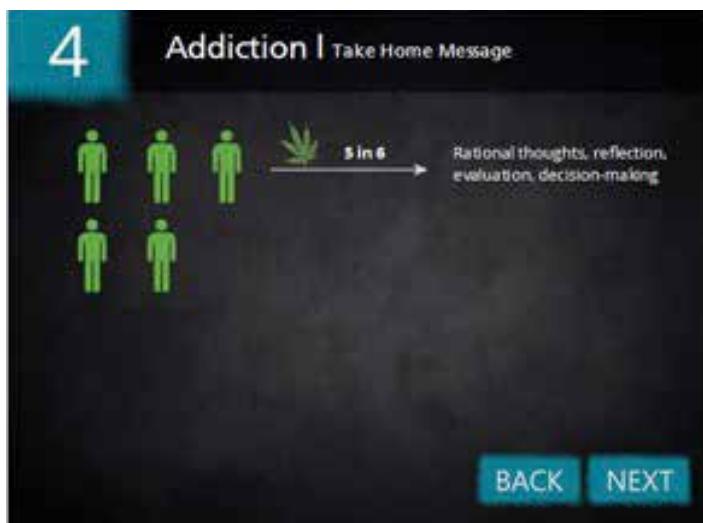 4
Addiction | Take Home Message
5 in 6
Rational thoughts, reflection,
evaluation, decision-making
BACK
NEXT